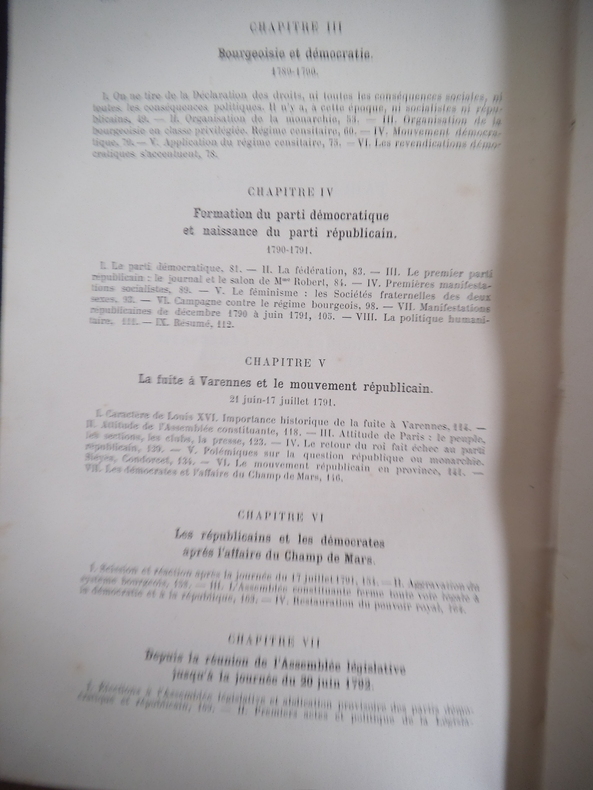 CHAPITRE III
Bourgeoisie et démocratie.
1789-1790.
I. On ne tire de la Déclaration des droits, ni toutes les conséquences sociales, ni
toutes les conséquences politiques. Il n'y a, à cette époque, ni socialistes ni répu-
blicains, 49. — II. Organisation de la monarchie, 53. — III. Organisation de la
bourgeoisie en classe privilégiée. Régime censitaire, 60. — IV. Mouvement démocra-
tique, 70. — V. Application du régime censitaire, 75. — VI. Les revendications démo-
cratiques s'accentuent, 78.
CHAPITRE IV
Formation du parti démocratique
et naissance du parti républicain.
1790-1791.
I. Le parti démocratique, 81. — II. La fédération, 83. — III. Le premier parti
républicain : le journal et le salon de Mme Robert, 84. — IV. Premières manifesta-
tions socialistes, 89. — V. Le féminisme : les Sociétés fraternelles des deux
sexes, 93. — VI. Campagne contre le régime bourgeois, 98. — VII. Manifestations
républicaines de décembre 1790 à juin 1791, 105. — VIII. La politique humani-
taire, 111. — IX. Résumé, 112.
CHAPITRE V
La fuite à Varennes et le mouvement républicain.
21 juin-17 juillet 1791.
I. Caractère de Louis XVI. Importance historique de la fuite à Varennes, 114. —
II. Attitude de l'Assemblée constituante, 118. — III. Attitude de Paris : le peuple,
les sections, les clubs, la presse, 123. — IV. Le retour du roi fait échec au parti
républicain, 129. — V. Polémiques sur la question république ou monarchie.
Sieyès, Condorcet, 134. — VI. Le mouvement républicain en province, 141. —
VII. Les démocrates et l'affaire du Champ de Mars, 146.
CHAPITRE VI
Les républicains et les démocrates
après l'affaire du Champ de Mars.
I. Scission et réaction après la journée du 17 juillet 1791, 154. — II. Aggravation du
système bourgeois, 158. — III. L'Assemblée constituante ferme toute voie légale à
la démocratie et à la république, 163. — IV. Restauration du pouvoir royal, 164.
CHAPITRE VII
Depuis la réunion de l'Assemblée législative
jusqu'à la journée du 20 juin 1792.
I. Élections à l'Assemblée législative et abdication provisoire des partis démo-
cratique et républicain, 169. — II. Premiers actes et politique de la Législa-